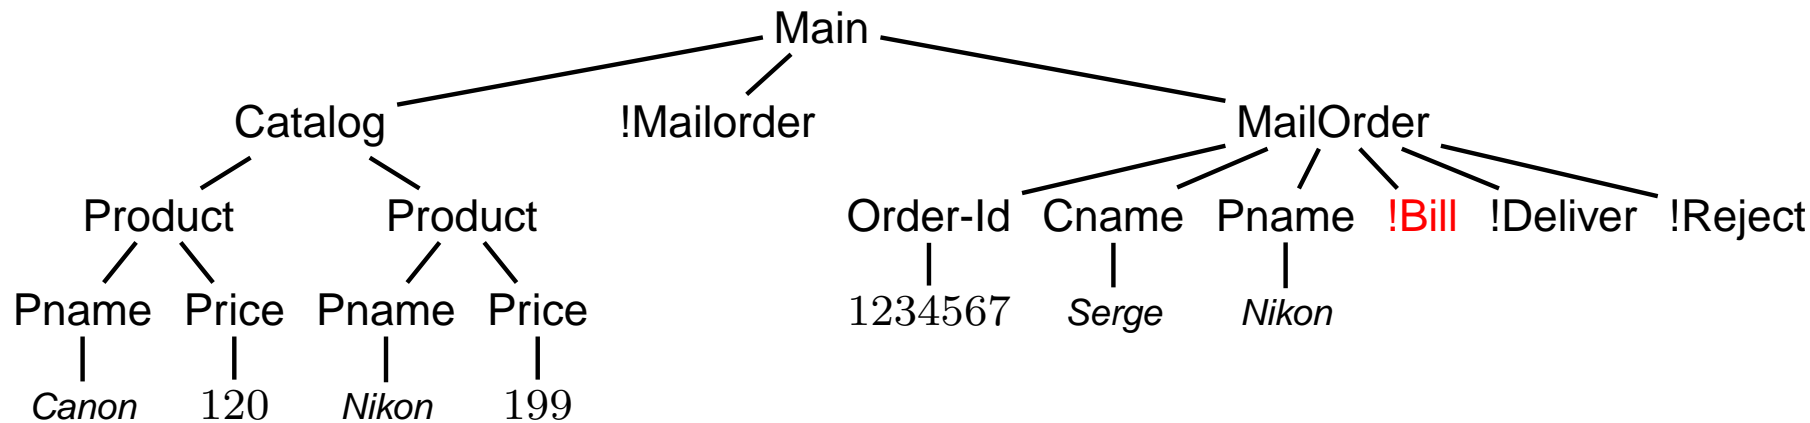 Main
Catalog !Mailorder MailOrder
Product Product Order-Id Cname Pname !Bill !Deliver !Reject
Pname Price Pname Price 1234567 Serge Nikon
Canon 120 Nikon 199